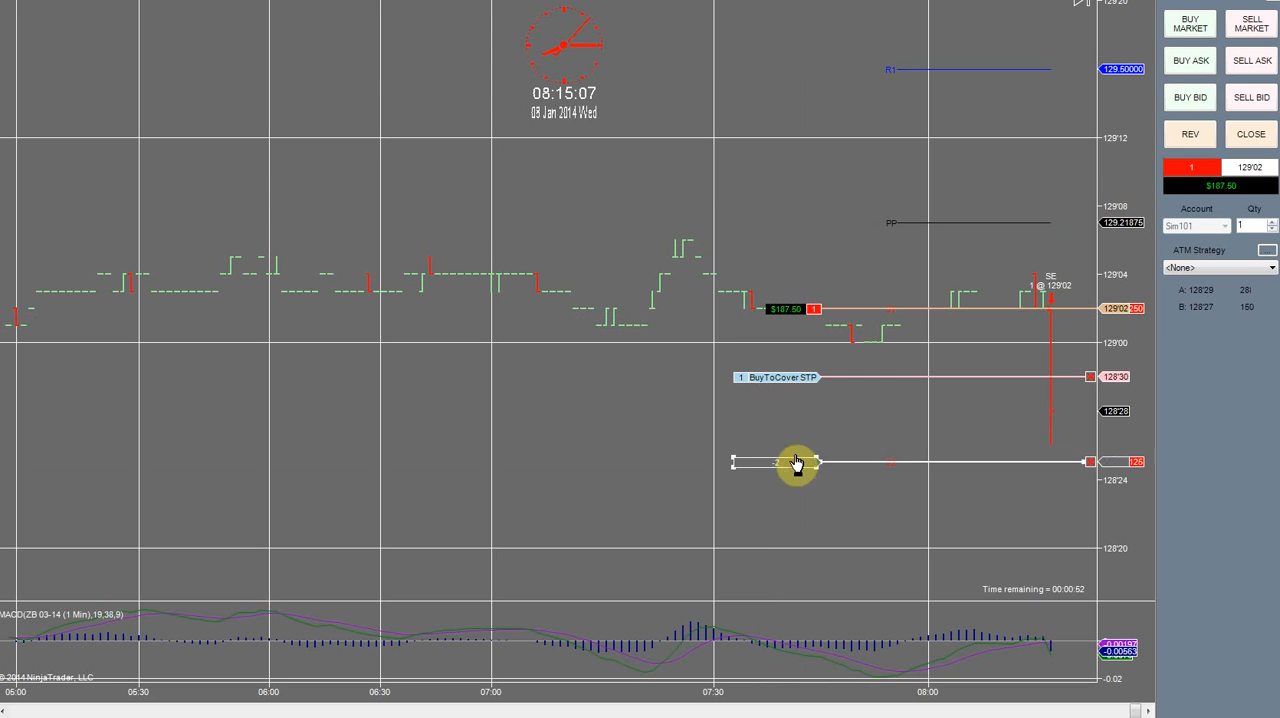 129'20
BUY MARKET
SELL MARKET
08:15:07
08 Jan 2014 Wed
R1
129.50000
BUY ASK
SELL ASK
BUY BID
SELL BID
129'12
REV
CLOSE
1
129'02
$187.50
129'08
Account
Qty
PP
129.21875
Sim101
1
ATM Strategy
...
<None>
129'04
SE
1 @ 129'02
A: 128'29
B: 128'27
150
$187.50
1
129'02
250
129'00
1 BuyToCover STP
128'30
128'28
-2
125
128'24
128'20
Time remaining = 00:00:52
MACD(ZB 03-14 (1 Min),19,38,9)
-0.00197
-0.00563
-0.02
© 2014 NinjaTrader, LLC
05:00
05:30
06:00
06:30
07:00
07:30
08:00